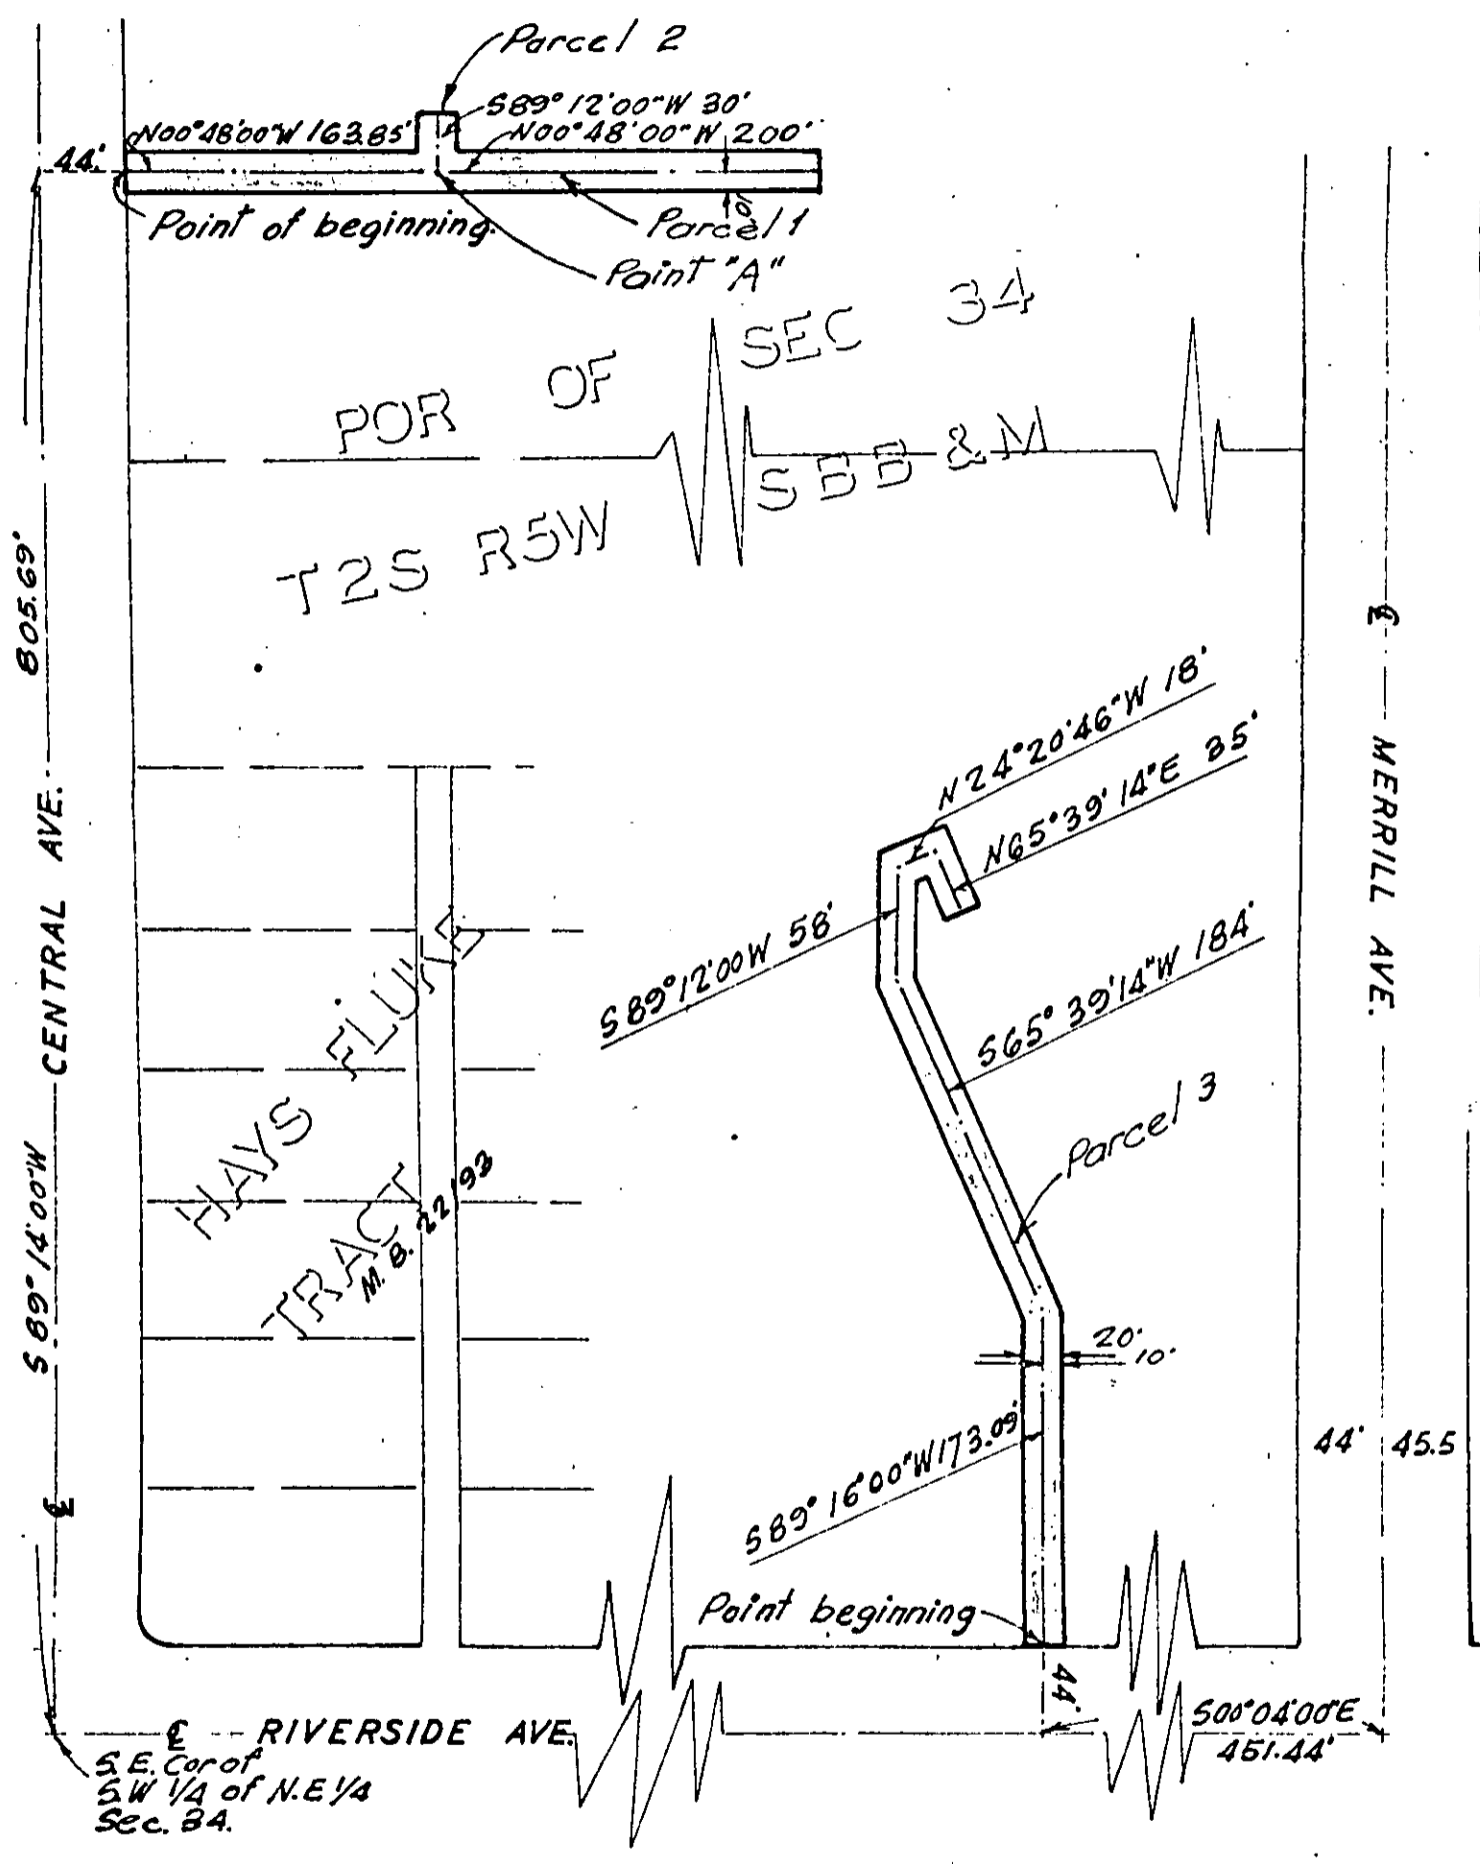 Parcel 2
S89°12'00"W 30'
N00°48'00"W 163.85'
N00°48'00"W 200'
44'
10'
Point of beginning
Parcel 1
Point "A"
POR OF SEC 34
T2S R5W SBB & M
805.69'
S89°14'00"W
CENTRAL AVE.
℄
℄
MERRILL AVE.
N24°20'46"W 18'
N65°39'14"E 35'
S89°12'00W 58'
S65°39'14"W 184'
Parcel 3
HAYS FLUME
TRACT
M.B. 22/93
20'
10'
S89°16'00"W 173.09'
44' 45.5
Point beginning
44'
℄ RIVERSIDE AVE.
S00°04'00"E
451.44'
S.E. Cor of
S.W 1/4 of N.E 1/4
Sec. 34.